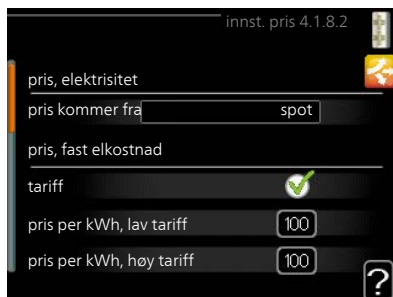 innst. pris 4.1.8.2
pris, elektrisitet
pris kommer fra spot
pris, fast elkostnad
tariff
pris per kWh, lav tariff 100
pris per kWh, høy tariff 100
?